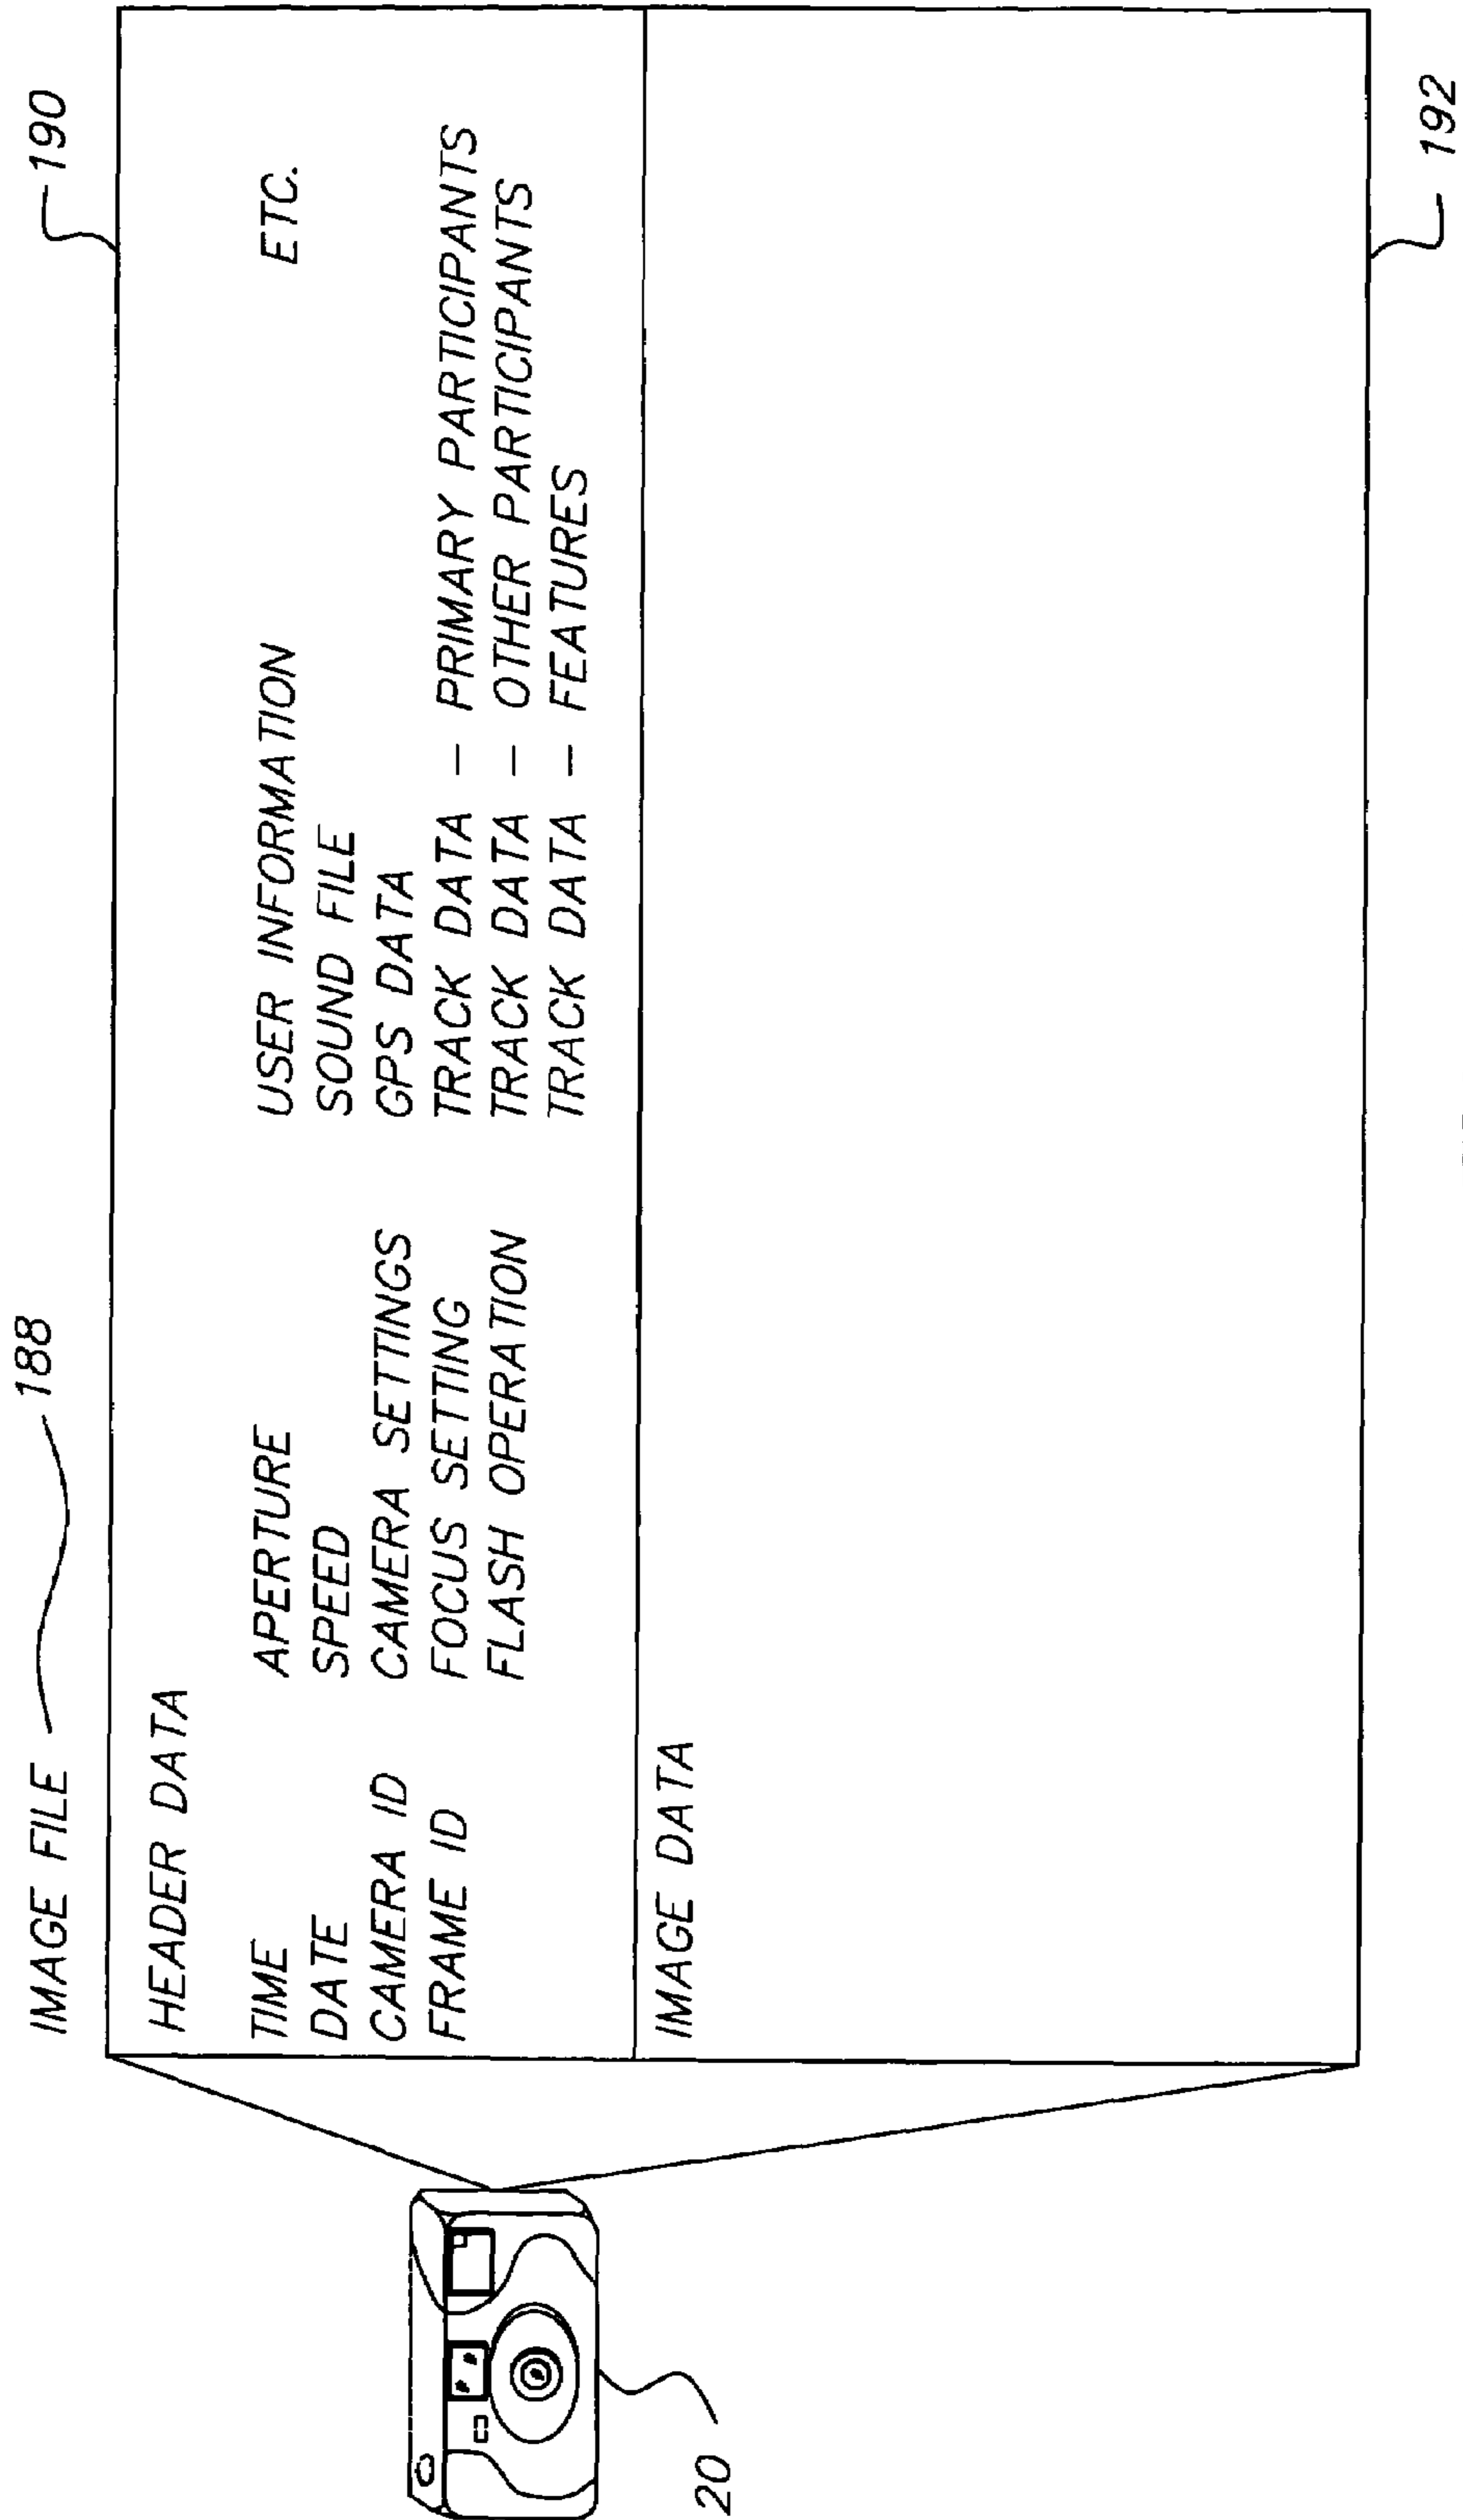 IMAGE FILE 188
190
HEADER DATA
TIME
DATE
CAMERA ID
FRAME ID
APERTURE
SPEED
CAMERA SETTINGS
FOCUS SETTING
FLASH OPERATION
USER INFORMATION
SOUND FILE
GPS DATA
TRACK DATA – PRIMARY PARTICIPANTS
TRACK DATA – OTHER PARTICIPANTS
TRACK DATA – FEATURES
ETC.
IMAGE DATA
20
192